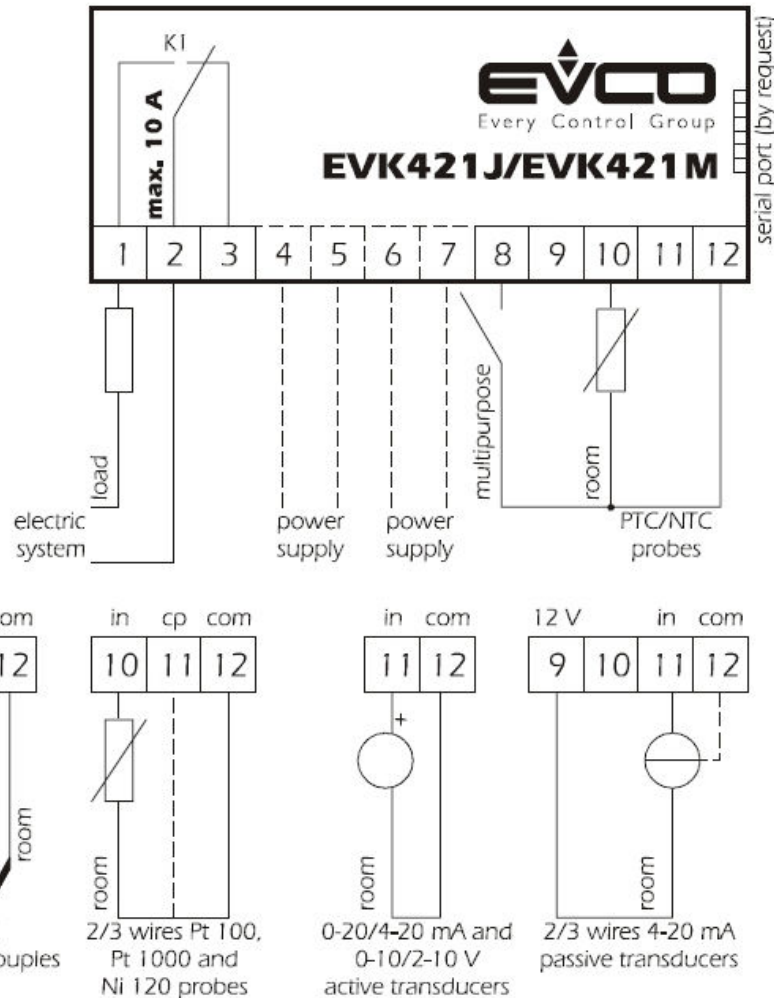 K1
max. 10 A
EVCO
Every Control Group
EVK421J/EVK421M
serial port (by request)
1 2 3 4 5 6 7 8 9 10 11 12
load
multipurpose
room
electric
system
power
supply
power
supply
PTC/NTC
probes
in cp com
10 11 12
room
2/3 wires Pt 100,
Pt 1000 and
Ni 120 probes
in com
11 12
+
room
0-20/4-20 mA and
0-10/2-10 V
active transducers
12 V in com
9 10 11 12
room
2/3 wires 4-20 mA
passive transducers
om
12
room
ouples